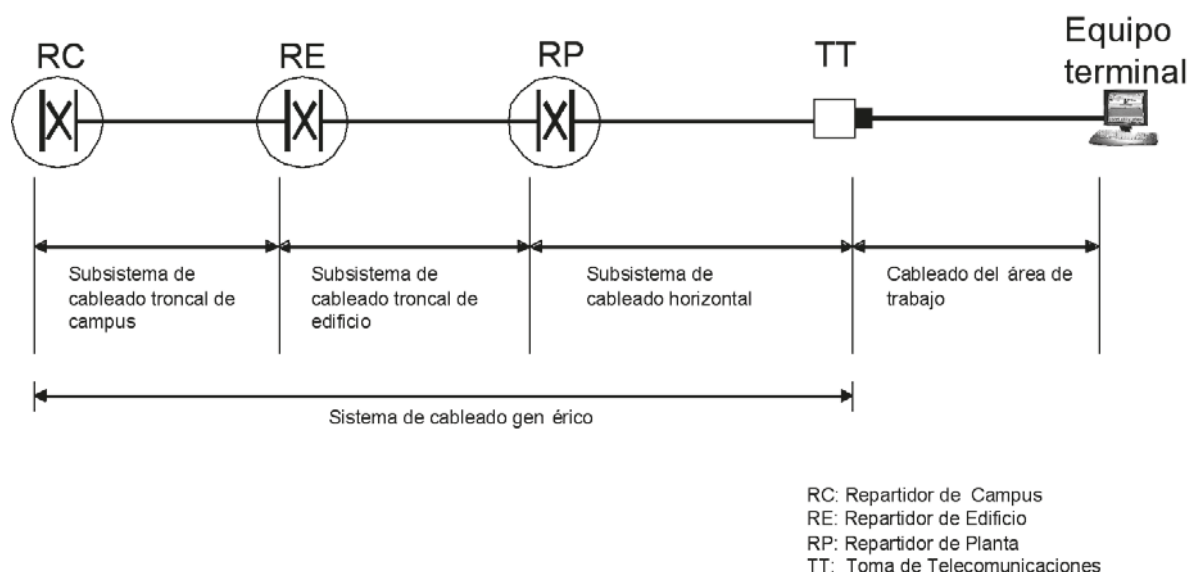 RC
RE
RP
TT
Equipo
terminal
Subsistema de
cableado troncal de
campus
Subsistema de
cableado troncal de
edificio
Subsistema de
cableado horizontal
Cableado del área de
trabajo
Sistema de cableado gen érico
RC: Repartidor de Campus
RE: Repartidor de Edificio
RP: Repartidor de Planta
TT: Toma de Telecomunicaciones